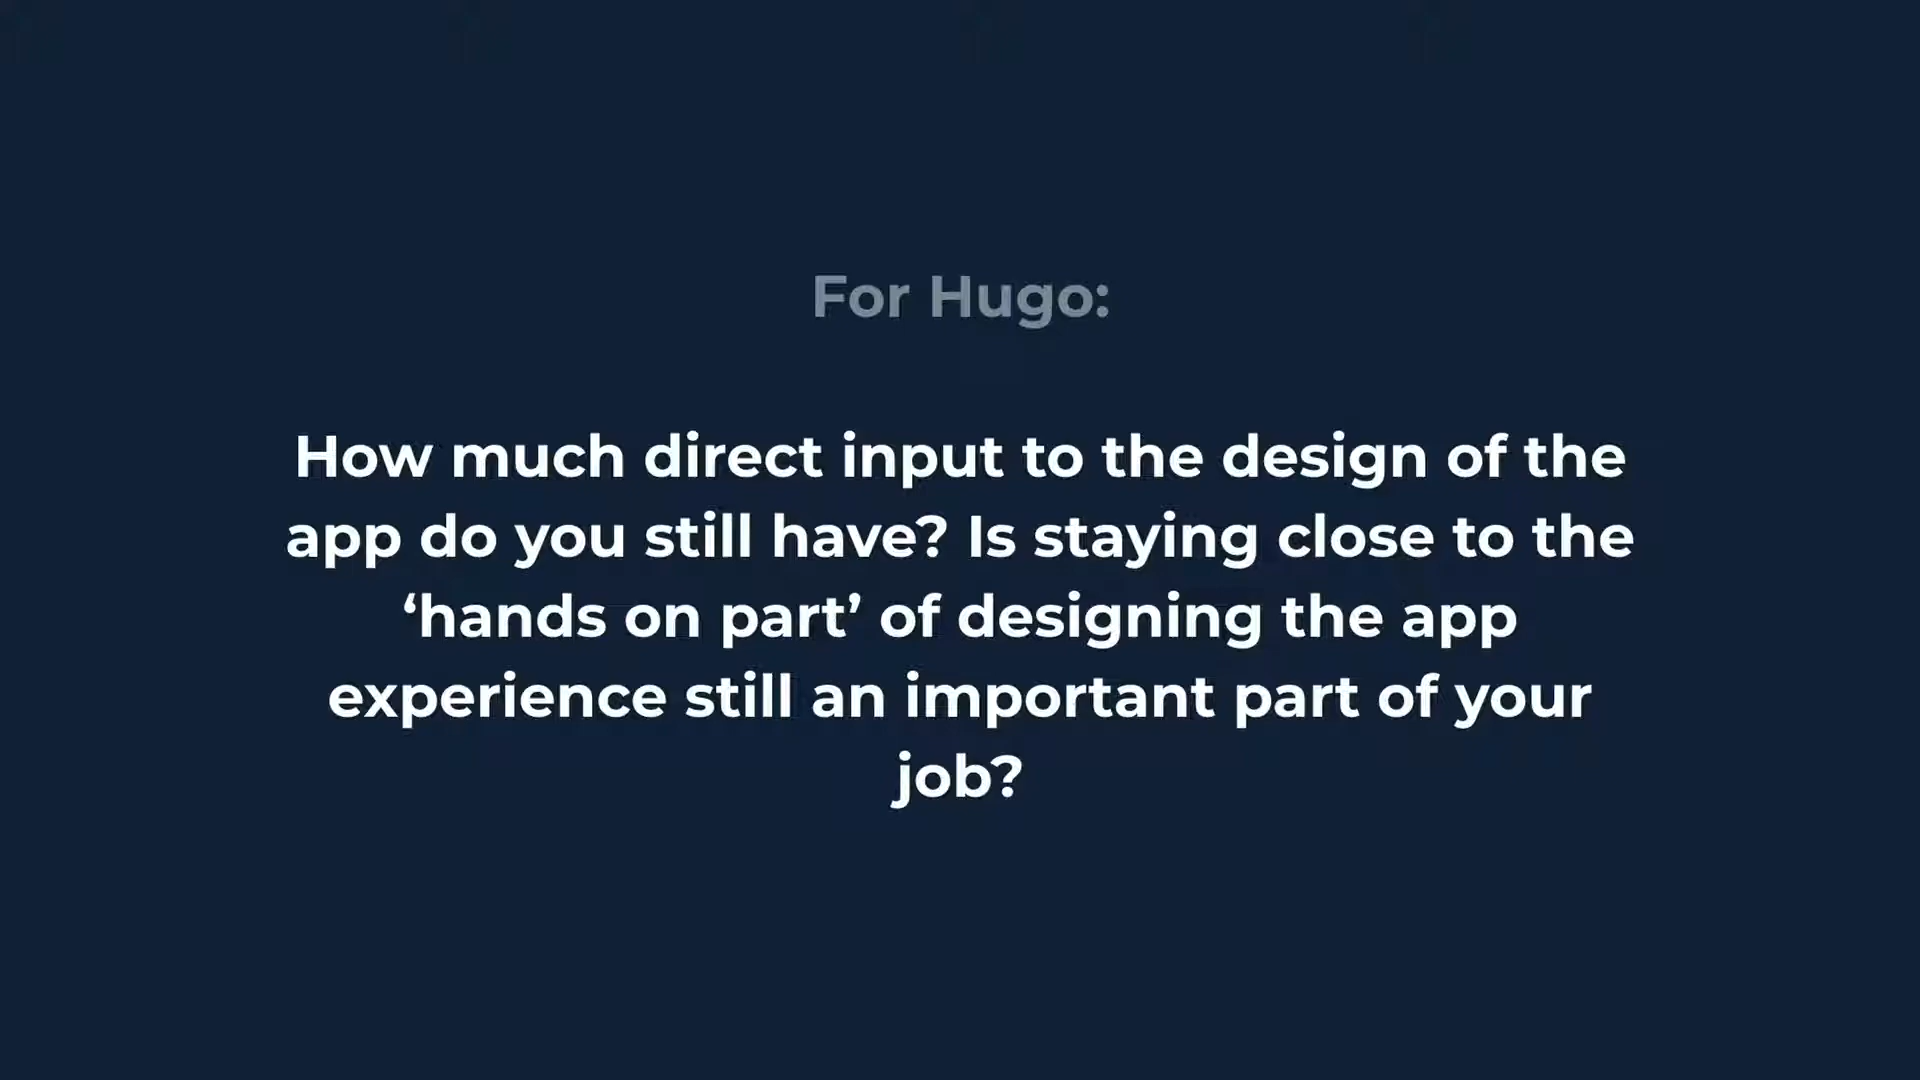 For Hugo:
How much direct input to the design of the
app do you still have? Is staying close to the
‘hands on part’ of designing the app
experience still an important part of your
job?